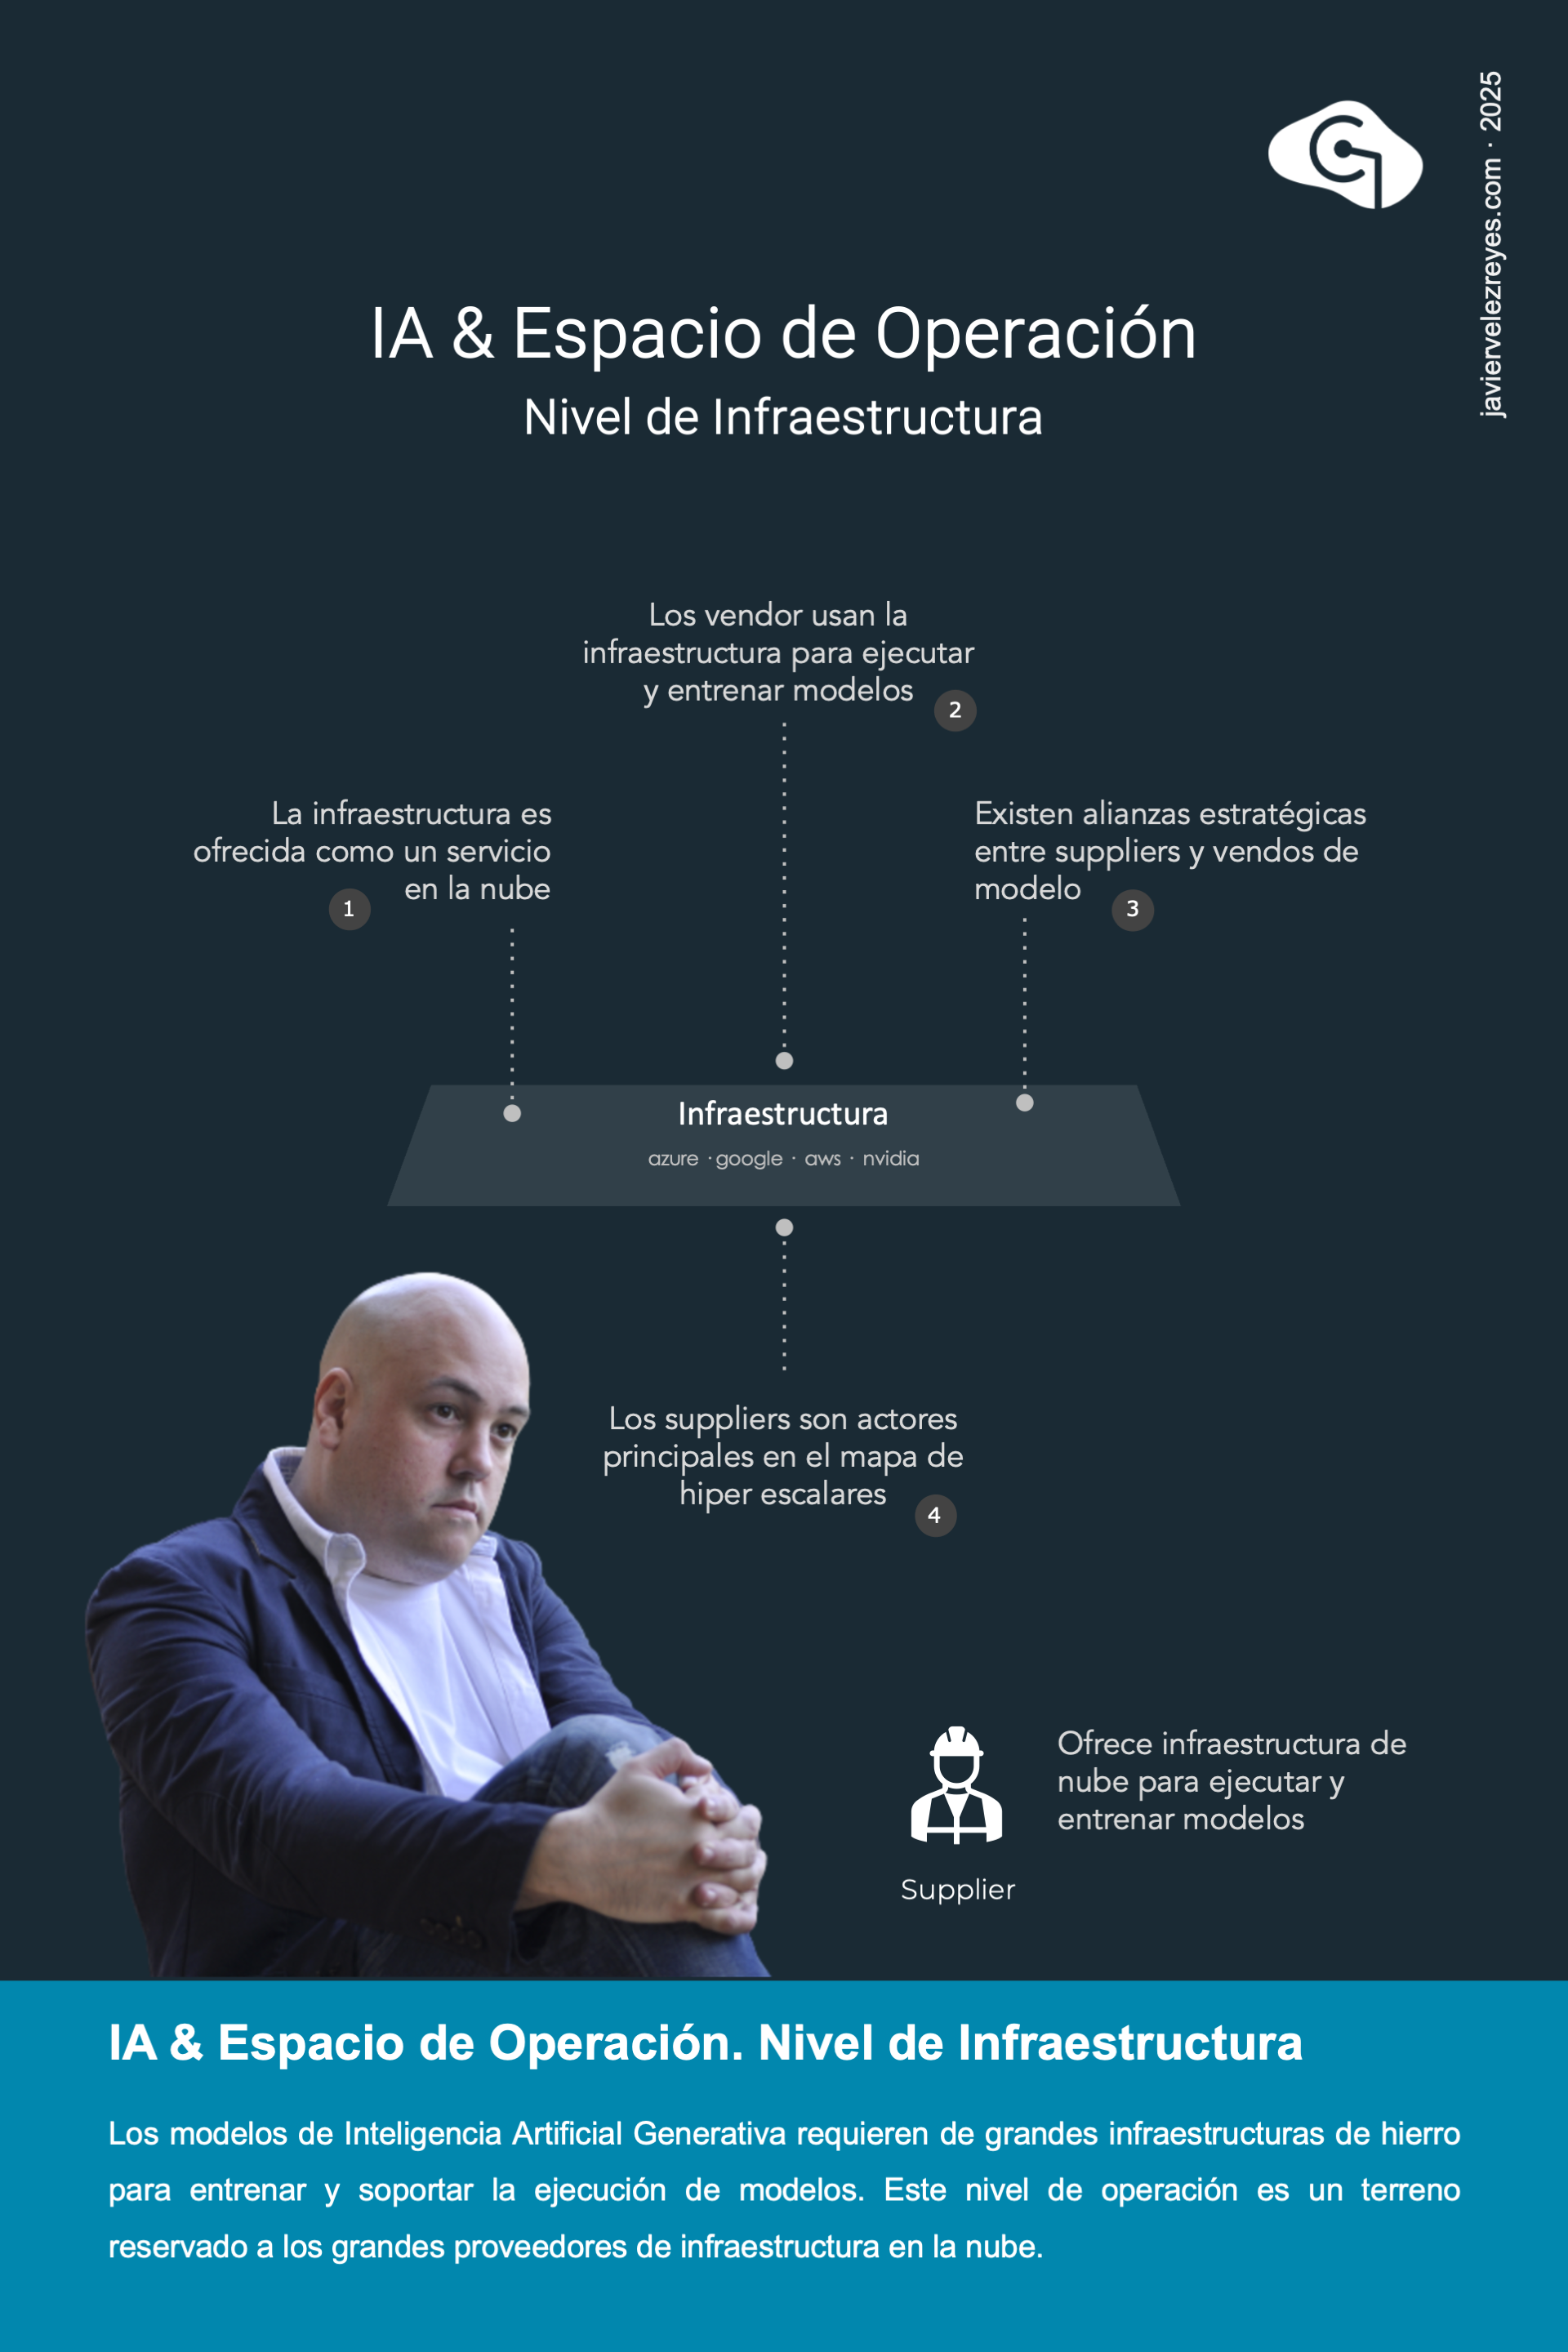 javiervelezreyes.com · 2025
IA & Espacio de Operación
Nivel de Infraestructura
Los vendor usan la
infraestructura para ejecutar
y entrenar modelos
2
La infraestructura es
ofrecida como un servicio
en la nube
1
Existen alianzas estratégicas
entre suppliers y vendos de
modelo
3
Infraestructura
azure · google · aws · nvidia
Los suppliers son actores
principales en el mapa de
hiper escalares
4
Ofrece infraestructura de
nube para ejecutar y
entrenar modelos
Supplier
IA & Espacio de Operación. Nivel de Infraestructura
Los modelos de Inteligencia Artificial Generativa requieren de grandes infraestructuras de hierro
para entrenar y soportar la ejecución de modelos. Este nivel de operación es un terreno
reservado a los grandes proveedores de infraestructura en la nube.